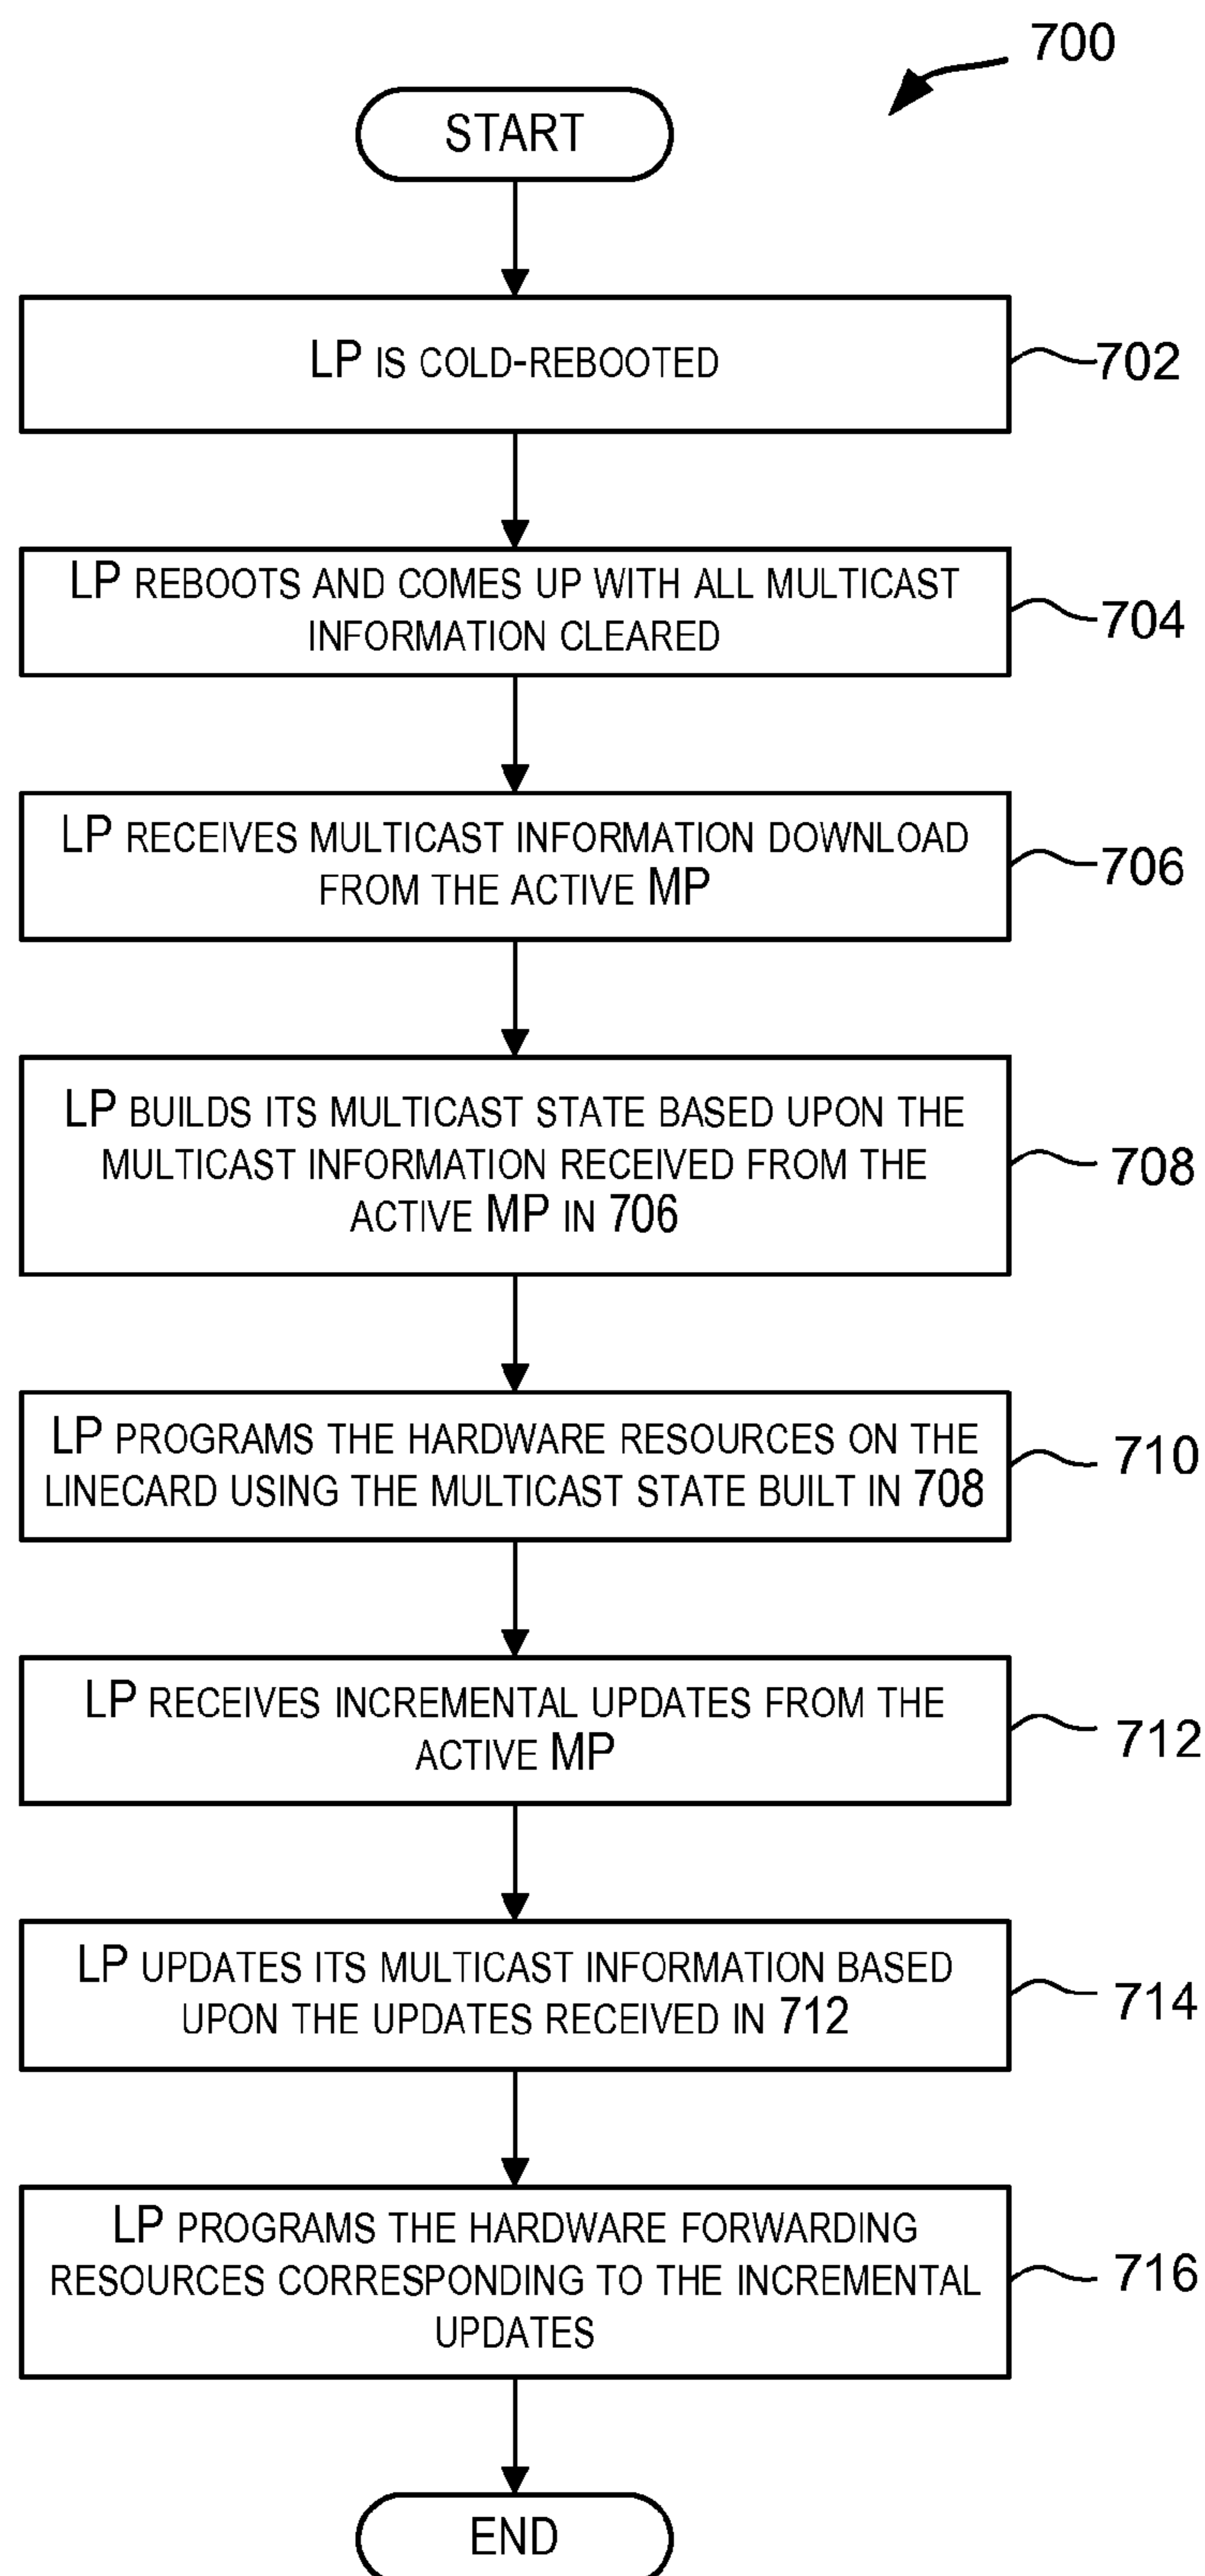 700
START
LP IS COLD-REBOOTED
702
LP REBOOTS AND COMES UP WITH ALL MULTICAST
INFORMATION CLEARED
704
LP RECEIVES MULTICAST INFORMATION DOWNLOAD
FROM THE ACTIVE MP
706
LP BUILDS ITS MULTICAST STATE BASED UPON THE
MULTICAST INFORMATION RECEIVED FROM THE
ACTIVE MP IN 706
708
LP PROGRAMS THE HARDWARE RESOURCES ON THE
LINECARD USING THE MULTICAST STATE BUILT IN 708
710
LP RECEIVES INCREMENTAL UPDATES FROM THE
ACTIVE MP
712
LP UPDATES ITS MULTICAST INFORMATION BASED
UPON THE UPDATES RECEIVED IN 712
714
LP PROGRAMS THE HARDWARE FORWARDING
RESOURCES CORRESPONDING TO THE INCREMENTAL
UPDATES
716
END